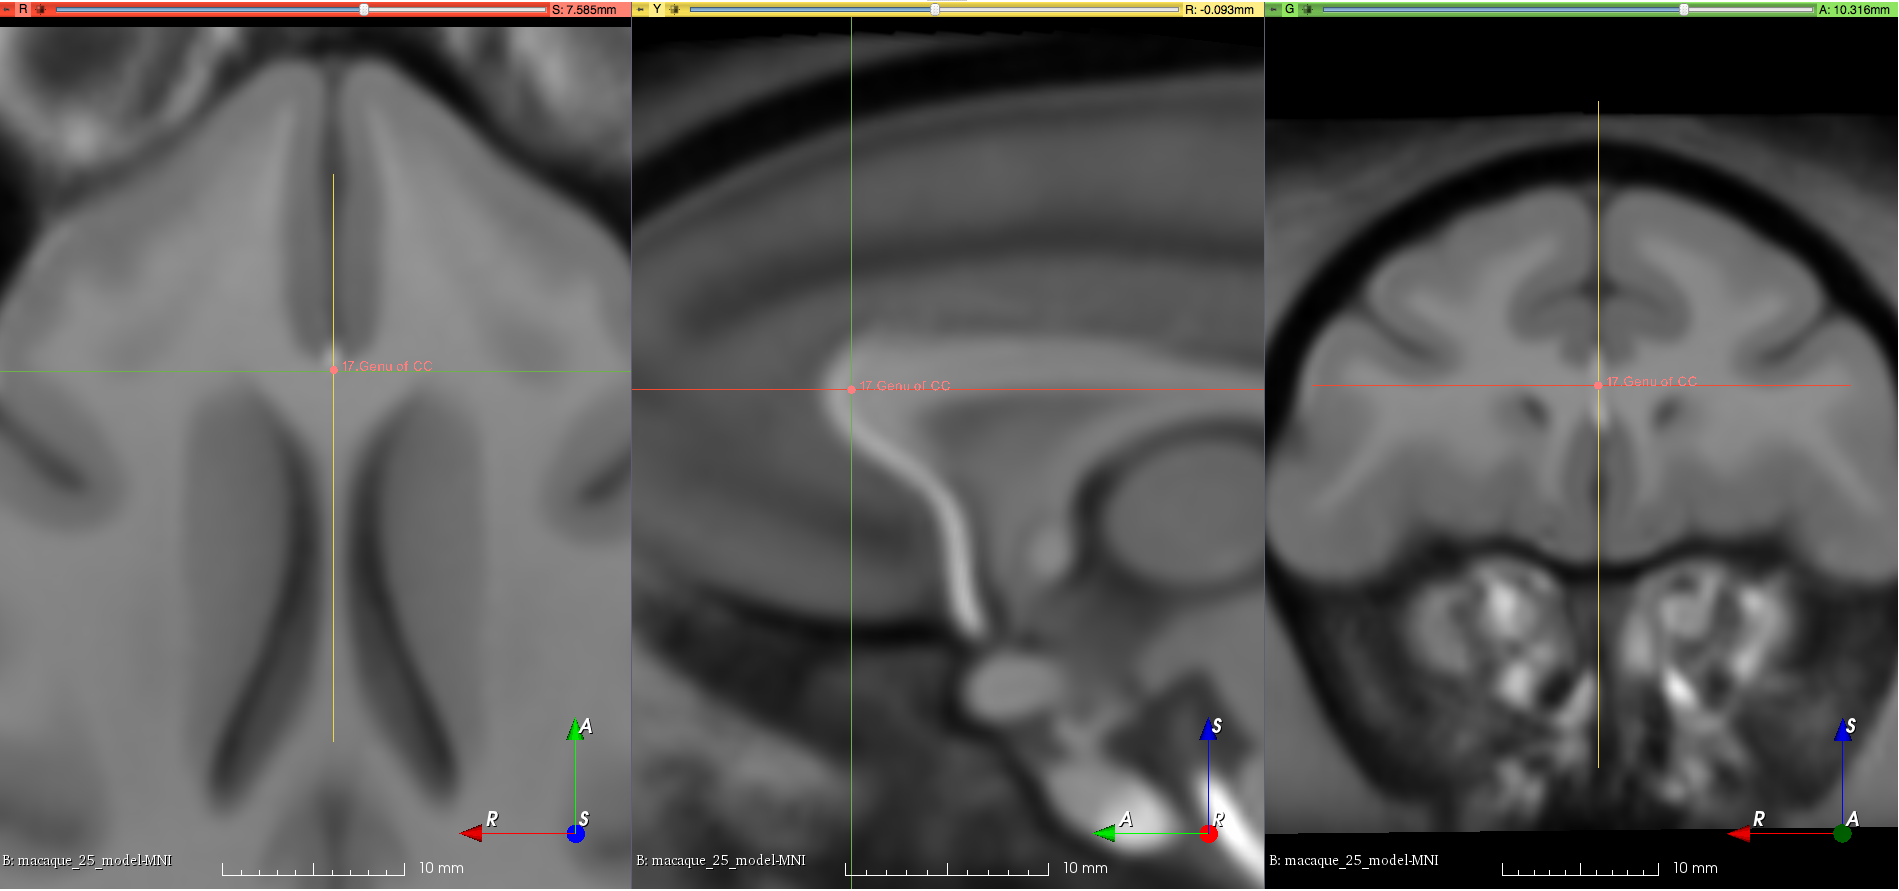 R S: 7.585mm
Y R: -0.093mm
G A: 10.316mm
17.Genu of CC
17.Genu of CC
17 Genu of CC
A
R
S
B: macaque_25_model-MNI
10 mm
S
A
R
B: macaque_25_model-MNI
10 mm
S
R
A
B: macaque_25_model-MNI
10 mm